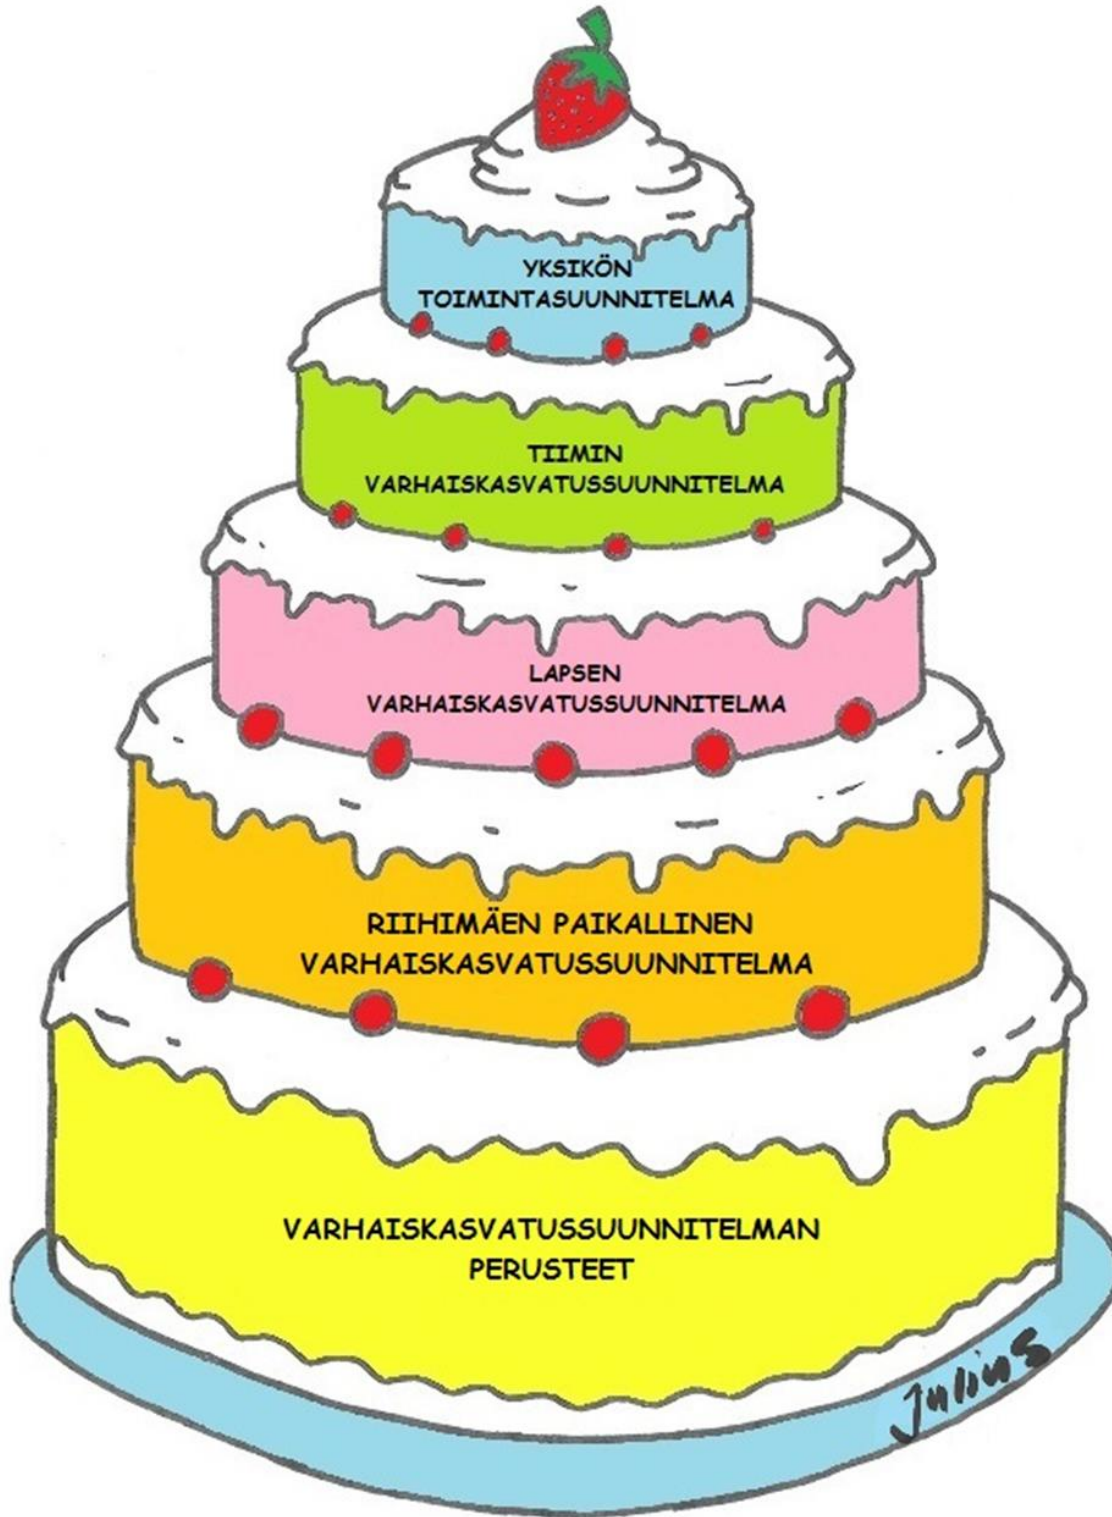 YKSIKÖN
TOIMINTASUUNNITELMA
TIIMIN
VARHAISKASVATUSSUUNNITELMA
LAPSEN
VARHAISKASVATUSSUUNNITELMA
RIIHIMÄEN PAIKALLINEN
VARHAISKASVATUSSUUNNITELMA
VARHAISKASVATUSSUUNNITELMAN
PERUSTEET
Julius